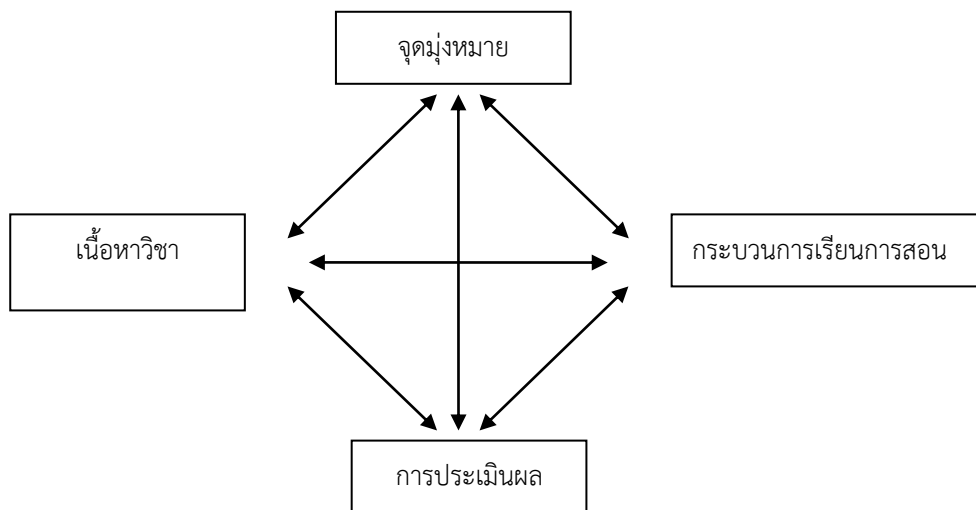 จุดมุ่งหมาย
เนื้อหาวิชา
กระบวนการเรียนการสอน
การประเมินผล